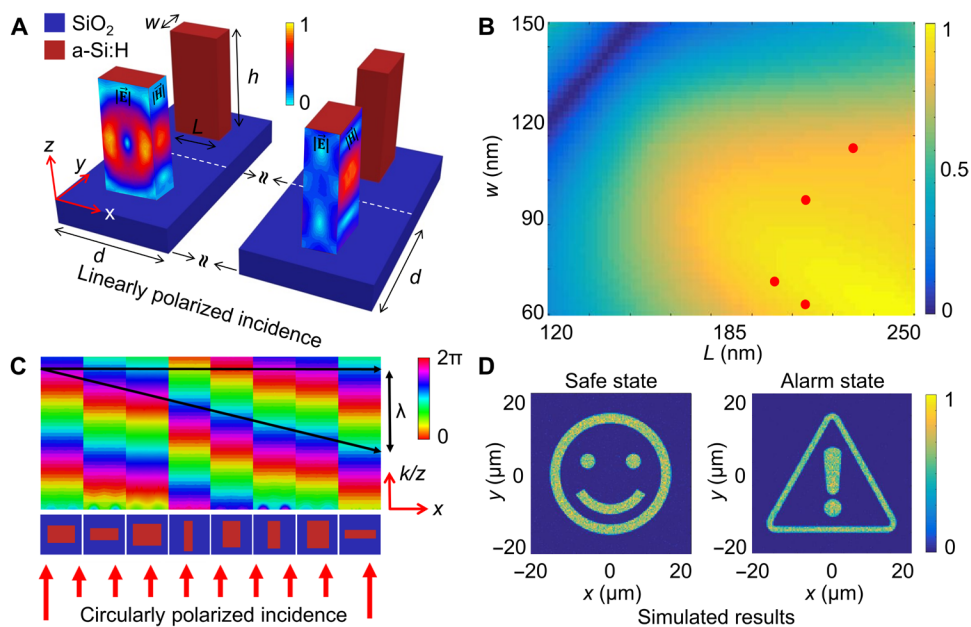 A
SiO2
a-Si:H
w
1
0
h
|E⃗|
|H⃗|
L
|E⃗|
|H⃗|
z
y
x
≈
≈
d
d
Linearly polarized incidence
B
150
120
90
60
w (nm)
120
185
250
L (nm)
1
0.5
0
C
2π
0
λ
k/z
x
Circularly polarized incidence
D
Safe state
Alarm state
20
0
−20
y (µm)
−20
0
20
x (µm)
20
0
−20
y (µm)
−20
0
20
x (µm)
1
0
Simulated results